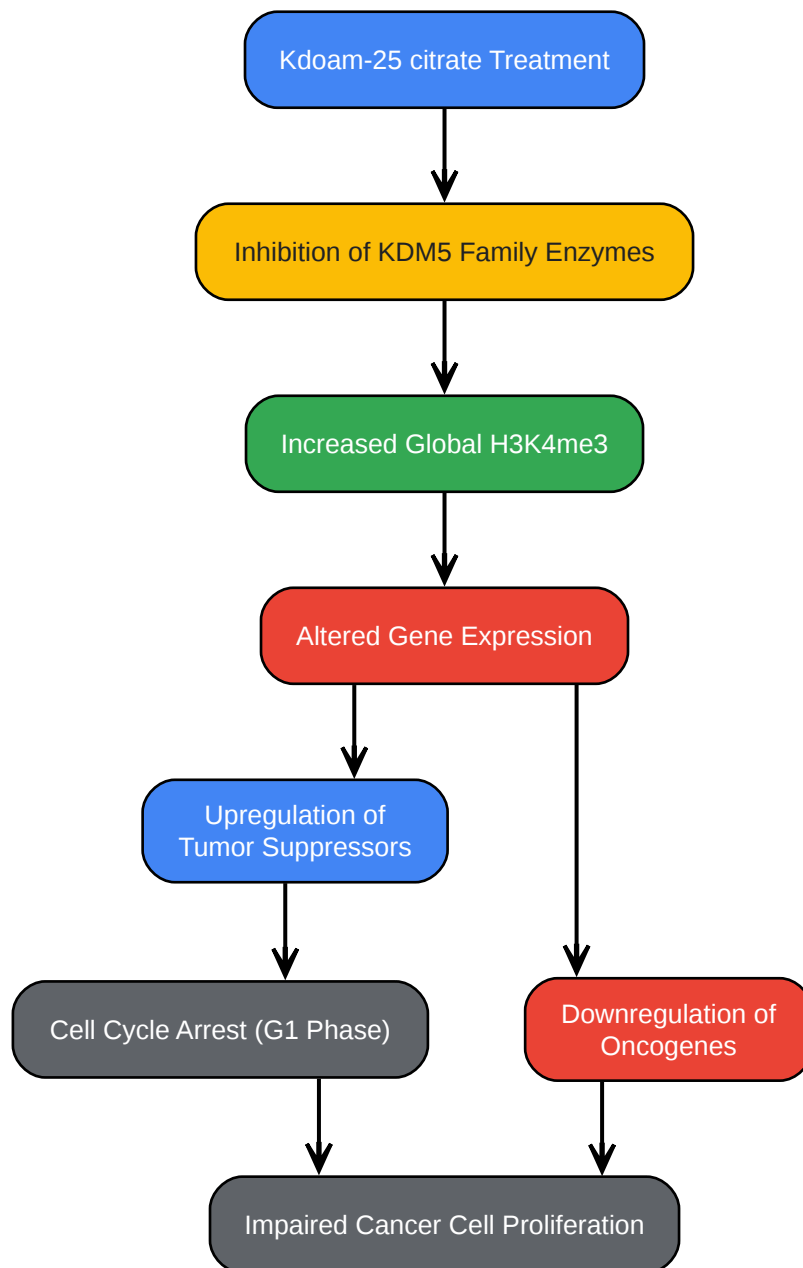 Kdoam-25 citrate Treatment
Inhibition of KDM5 Family Enzymes
Increased Global H3K4me3
Altered Gene Expression
Upregulation of
Tumor Suppressors
Cell Cycle Arrest (G1 Phase)
Downregulation of
Oncogenes
Impaired Cancer Cell Proliferation